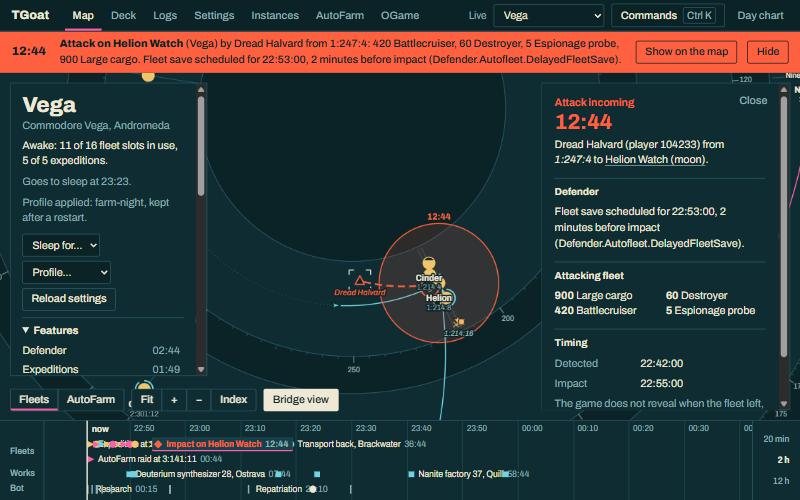 TGoat Map Deck Logs Settings Instances AutoFarm OGame Live Vega Commands Ctrl K Day chart
12:44 Attack on Helion Watch (Vega) by Dread Halvard from 1:247:4: 420 Battlecruiser, 60 Destroyer, 5 Espionage probe,
900 Large cargo. Fleet save scheduled for 22:53:00, 2 minutes before impact (Defender.Autofleet.DelayedFleetSave).
Show on the map Hide
Vega
Commodore Vega, Andromeda
Awake: 11 of 16 fleet slots in use,
5 of 5 expeditions.
Goes to sleep at 23:23.
Profile applied: farm-night, kept
after a restart.
Sleep for...
Profile...
Reload settings
Features
Defender 02:44
Expeditions 01:49
Fleets AutoFarm Fit + − Index Bridge view
120
12:44
Dread Halvard
Cinder
Helion
1:214:8
1:214:16
200
250
175
Attack incoming Close
12:44
Dread Halvard (player 104233) from
1:247:4 to Helion Watch (moon).
Defender
Fleet save scheduled for 22:53:00, 2
minutes before impact
(Defender.Autofleet.DelayedFleetSave).
Attacking fleet
900 Large cargo 60 Destroyer
420 Battlecruiser 5 Espionage probe
Timing
Detected 22:42:00
Impact 22:55:00
The game does not reveal when the fleet left,
now 22:50 23:00 23:10 23:20 23:30 23:40 23:50 00:00 00:10 00:20 00:30
Fleets Impact on Helion Watch 12:44 Transport back, Brackwater 36:44
AutoFarm raid at 3:141:11 00:44
Works Deuterium synthesizer 28, Ostrava Nanite factory 37,
Bot Research 00:15 Repatriation
20 min
2 h
12 h